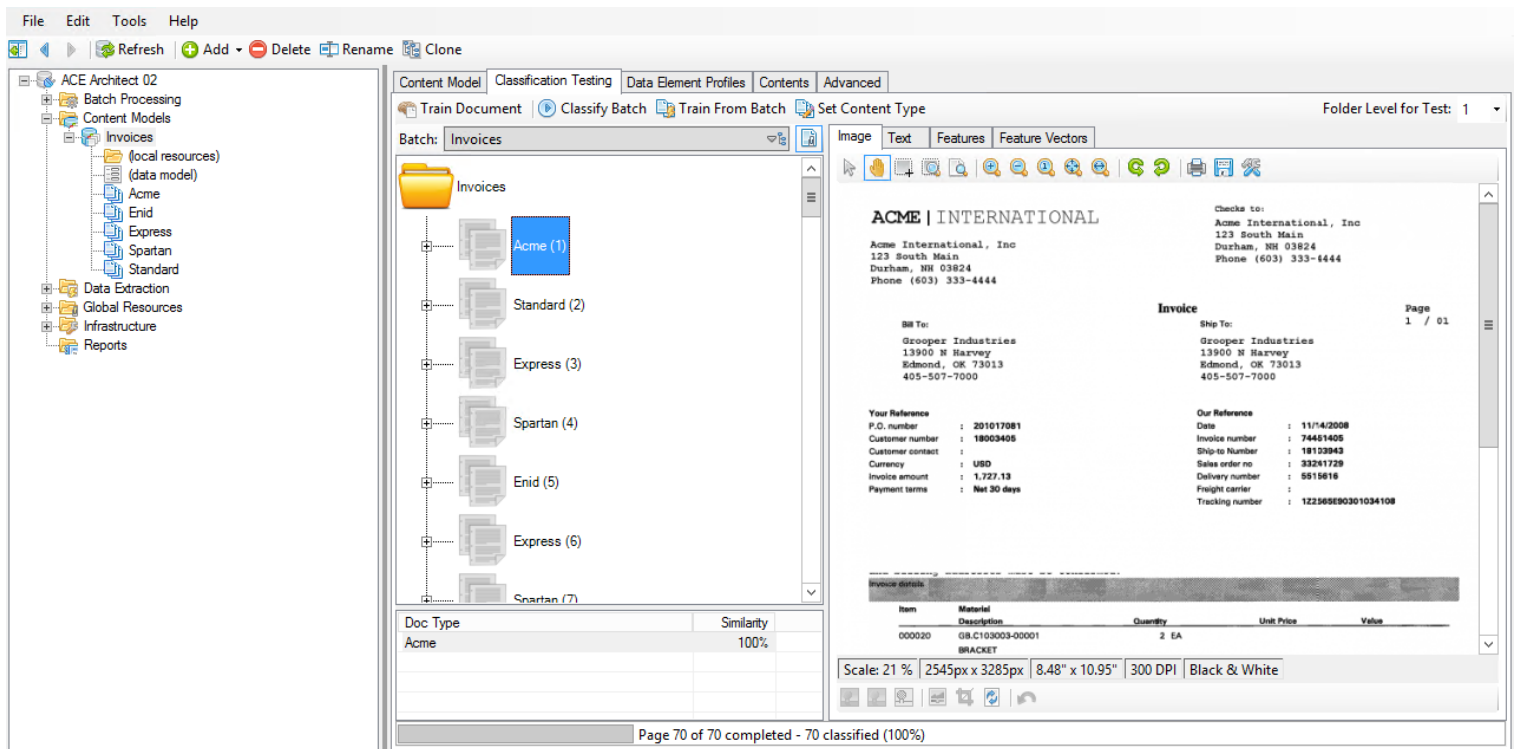 File Edit Tools Help
Refresh Add Delete Rename Clone
ACE Architect 02
Batch Processing
Content Models
Invoices
(local resources)
(data model)
Acme
Enid
Express
Spartan
Standard
Data Extraction
Global Resources
Infrastructure
Reports
Content Model Classification Testing Data Element Profiles Contents Advanced
Train Document Classify Batch Train From Batch Set Content Type Folder Level for Test: 1
Batch: Invoices
Invoices
Acme (1)
Standard (2)
Express (3)
Spartan (4)
Enid (5)
Express (6)
Spartan (7)
Doc Type Similarity
Acme 100%
Image Text Features Feature Vectors
ACME | INTERNATIONAL
Acme International, Inc
123 South Main
Durham, NH 03824
Phone (603) 333-4444
Checks to:
Acme International, Inc
123 South Main
Durham, NH 03824
Phone (603) 333-4444
Invoice
Page
1 / 01
Bill To:
Grooper Industries
13900 N Harvey
Edmond, OK 73013
405-507-7000
Ship To:
Grooper Industries
13900 N Harvey
Edmond, OK 73013
405-507-7000
Your Reference
P.O. number : 201017081
Customer number : 18003405
Customer contact :
Currency : USD
Invoice amount : 1,727.13
Payment terms : Net 30 days
Our Reference
Date : 11/14/2008
Invoice number : 74451405
Ship-to Number : 18103943
Sales order no : 33241729
Delivery number : 5515616
Freight carrier :
Tracking number : 1Z2565E90301034108
Invoice details
Item Material Description Quantity Unit Price Value
000020 GB.C103003-00001 2 EA
BRACKET
Scale: 21 % 2545px x 3285px 8.48" x 10.95" 300 DPI Black & White
Page 70 of 70 completed - 70 classified (100%)